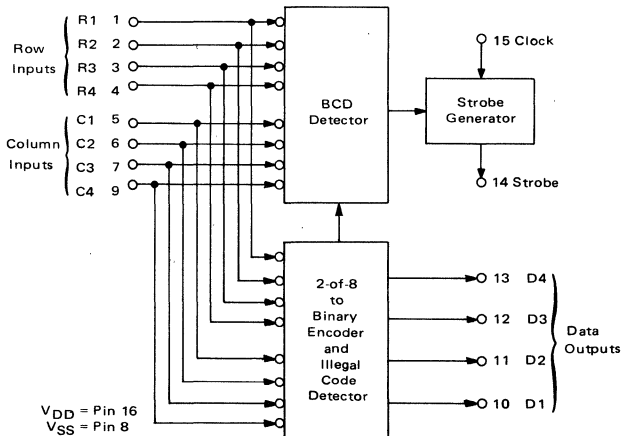 R1 1
R2 2
R3 3
R4 4
Row
Inputs
C1 5
C2 6
C3 7
C4 9
Column
Inputs
BCD
Detector
15 Clock
Strobe
Generator
14 Strobe
2-of-8
to
Binary
Encoder
and
Illegal
Code
Detector
13 D4
12 D3
11 D2
10 D1
Data
Outputs
VDD = Pin 16
VSS = Pin 8